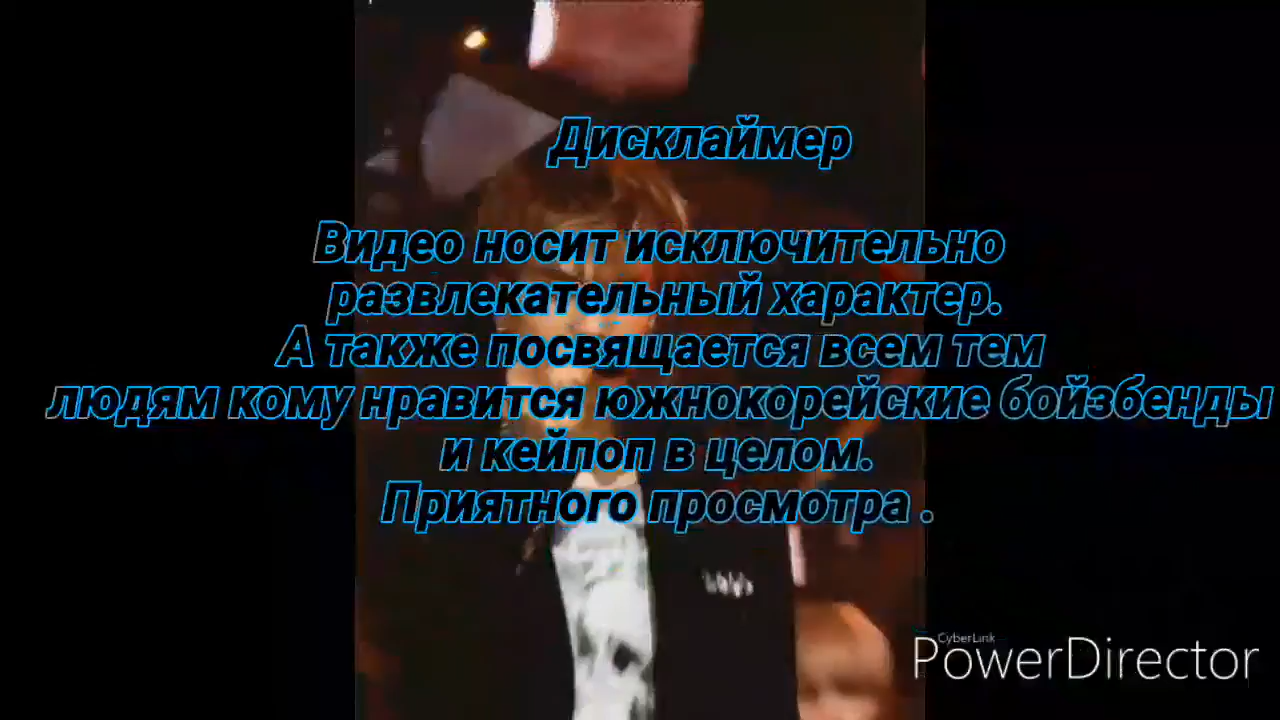 Дисклаймер
Видео носит исключительно
развлекательный характер.
А также посвящается всем тем
людям кому нравится южнокорейские бойзбенды
и кейпоп в целом.
Приятного просмотра .
CyberLink
PowerDirector